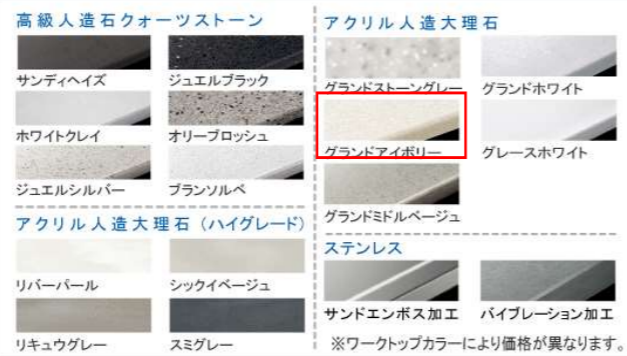 高級人造石クォーツストーン
サンディヘイズ
ジュエルブラック
ホワイトクレイ
オリーブロッシュ
ジュエルシルバー
ブランソルベ
アクリル人造大理石（ハイグレード）
リバーパール
シックイベージュ
リキュウグレー
スミグレー
アクリル人造大理石
グランドストーングレー
グランドホワイト
グランドアイボリー
グレースホワイト
グランドミドルベージュ
ステンレス
サンドエンボス加工
バイブレーション加工
※ワークトップカラーにより価格が異なります。